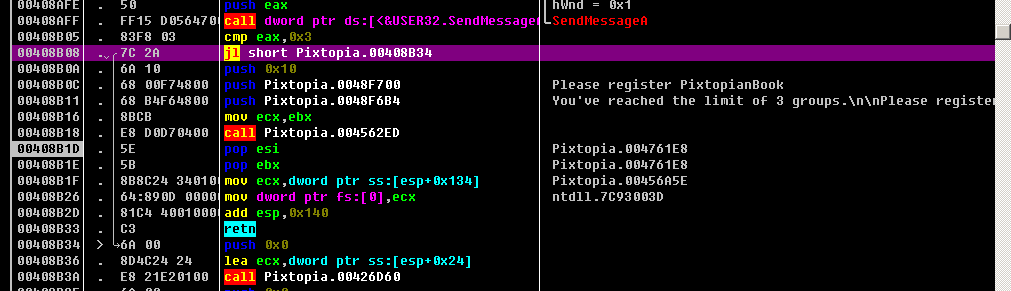 00408AFE . 50 push eax hWnd = 0x1
00408AFF . FF15 D0564700 call dword ptr ds:[<&USER32.SendMessage SendMessageA
00408B05 . 83F8 03 cmp eax,0x3
00408B08 . 7C 2A jl short Pixtopia.00408B34
00408B0A . 6A 10 push 0x10
00408B0C . 68 00F74800 push Pixtopia.0048F700 Please register PixtopianBook
00408B11 . 68 B4F64800 push Pixtopia.0048F6B4 You've reached the limit of 3 groups.\n\nPlease register
00408B16 . 8BCB mov ecx,ebx
00408B18 . E8 D0D70400 call Pixtopia.004562ED
00408B1D . 5E pop esi Pixtopia.004761E8
00408B1E . 5B pop ebx Pixtopia.004761E8
00408B1F . 8B8C24 34010 mov ecx,dword ptr ss:[esp+0x134] Pixtopia.00456A5E
00408B26 . 64:890D 0000 mov dword ptr fs:[0],ecx ntdll.7C93003D
00408B2D . 81C4 4001000 add esp,0x140
00408B33 . C3 retn
00408B34 > 6A 00 push 0x0
00408B36 . 8D4C24 24 lea ecx,dword ptr ss:[esp+0x24]
00408B3A . E8 21E20100 call Pixtopia.00426D60